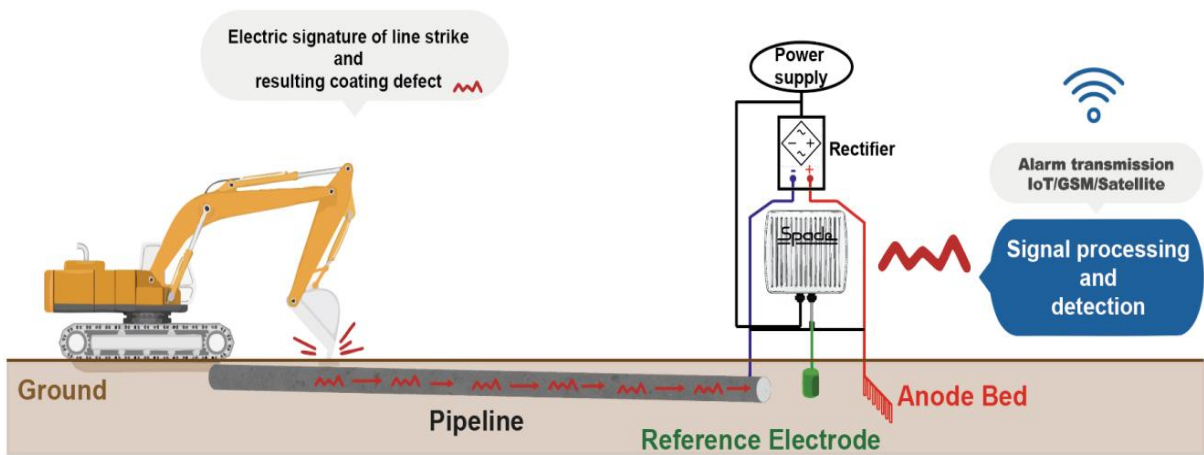 Electric signature of line strike
and
resulting coating defect
Power
supply
Rectifier
- +
Spade
Alarm transmission
IoT/GSM/Satellite
Signal processing
and
detection
Ground
Pipeline
Reference Electrode
Anode Bed